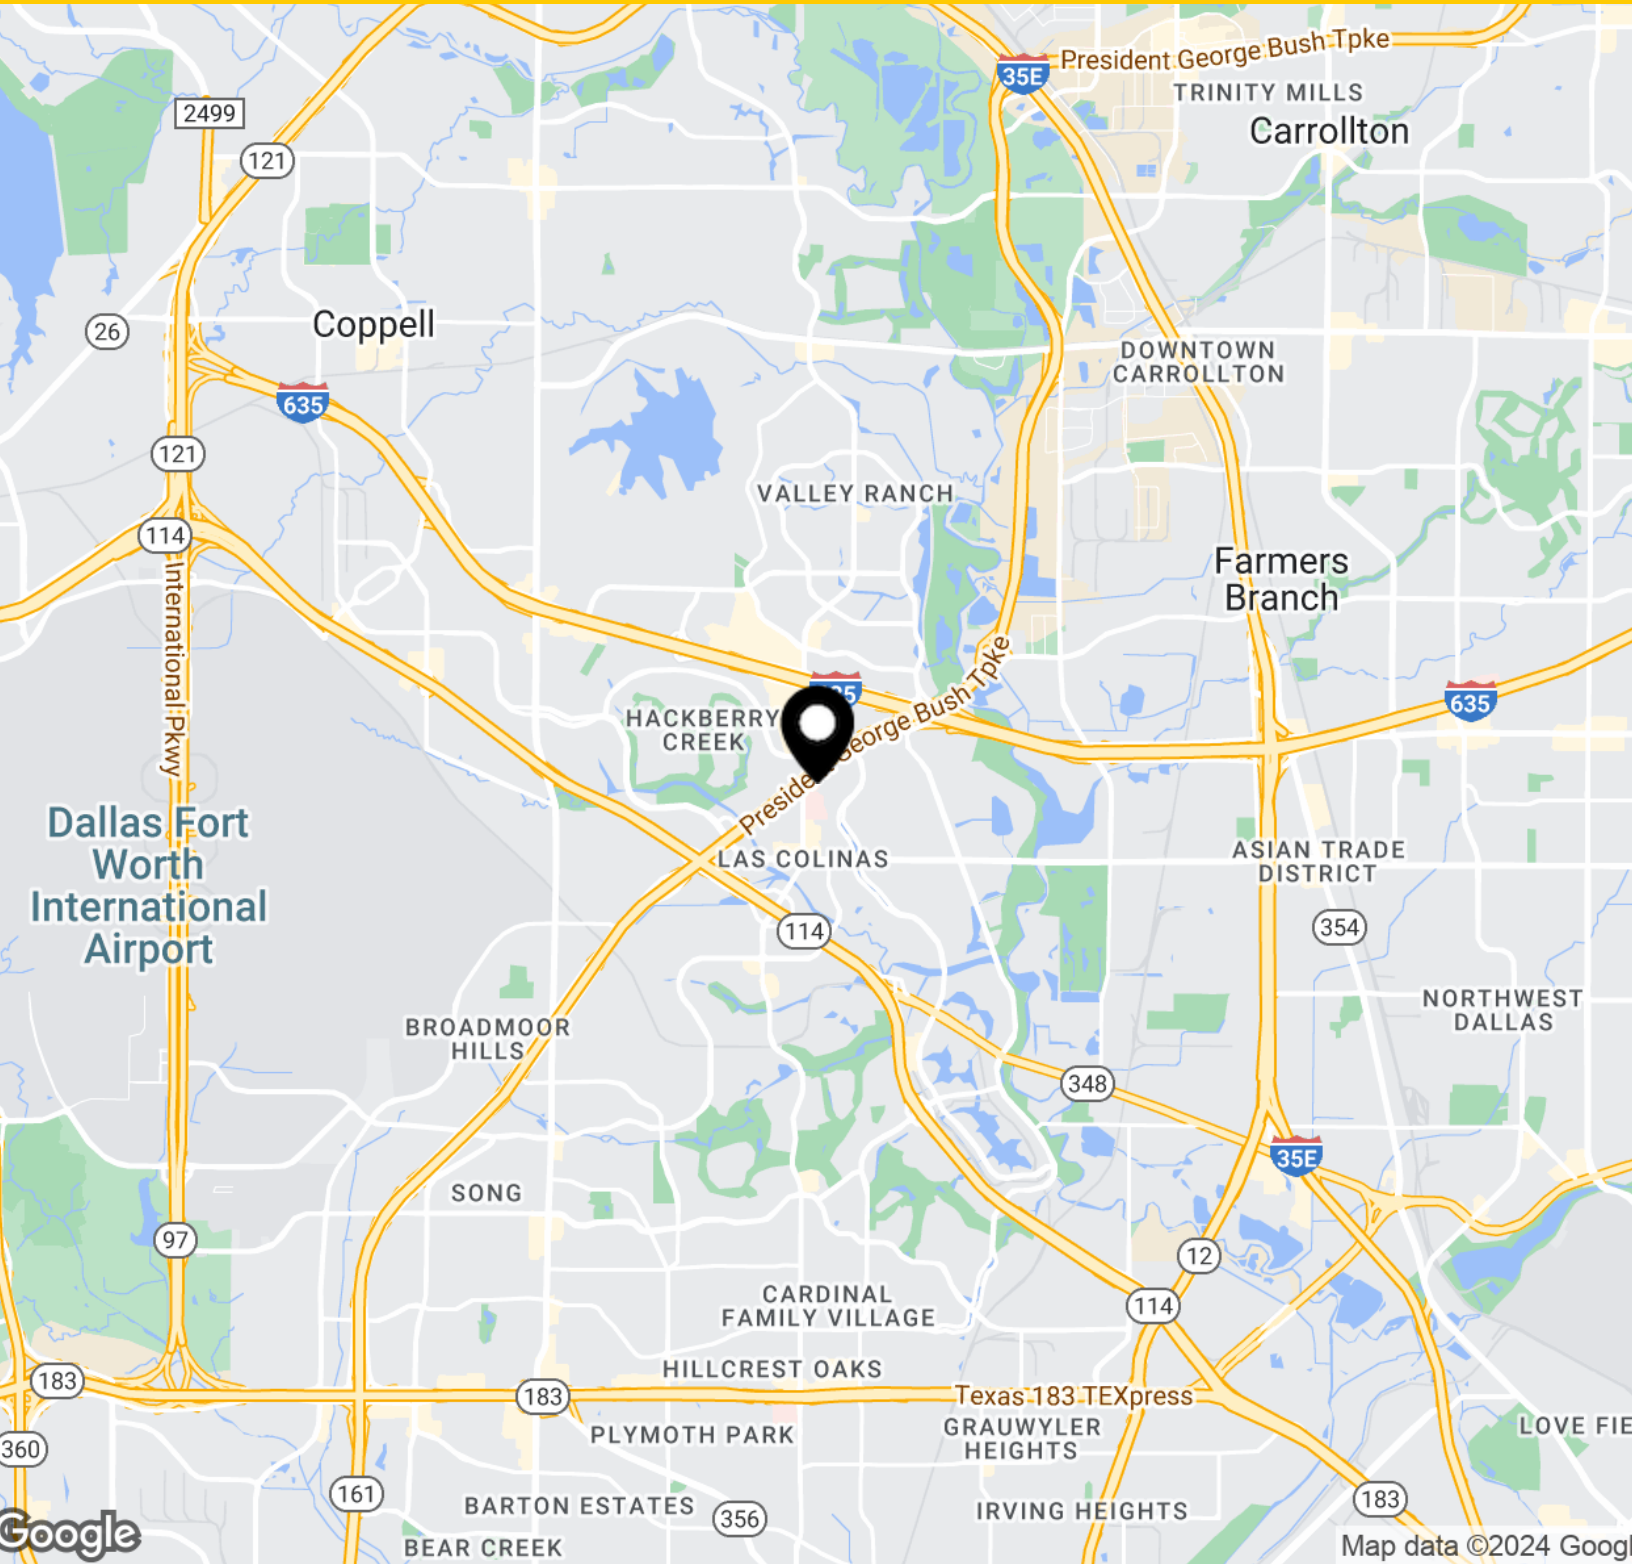 President George Bush Tpke
35E
TRINITY MILLS
2499
Carrollton
121
Coppell
26
DOWNTOWN
CARROLLTON
635
121
VALLEY RANCH
114
Farmers
Branch
International Pkwy
President George Bush Tpke
635
HACKBERRY
CREEK
Dallas Fort
Worth
International
Airport
LAS COLINAS
ASIAN TRADE
DISTRICT
114
354
NORTHWEST
DALLAS
BROADMOOR
HILLS
348
35E
SONG
97
12
CARDINAL
FAMILY VILLAGE
114
HILLCREST OAKS
183
183
Texas 183 TEXpress
GRAUWYLER
HEIGHTS
PLYMOTH PARK
LOVE FIE
360
161
BARTON ESTATES
356
IRVING HEIGHTS
183
Google
BEAR CREEK
Map data ©2024 Googl